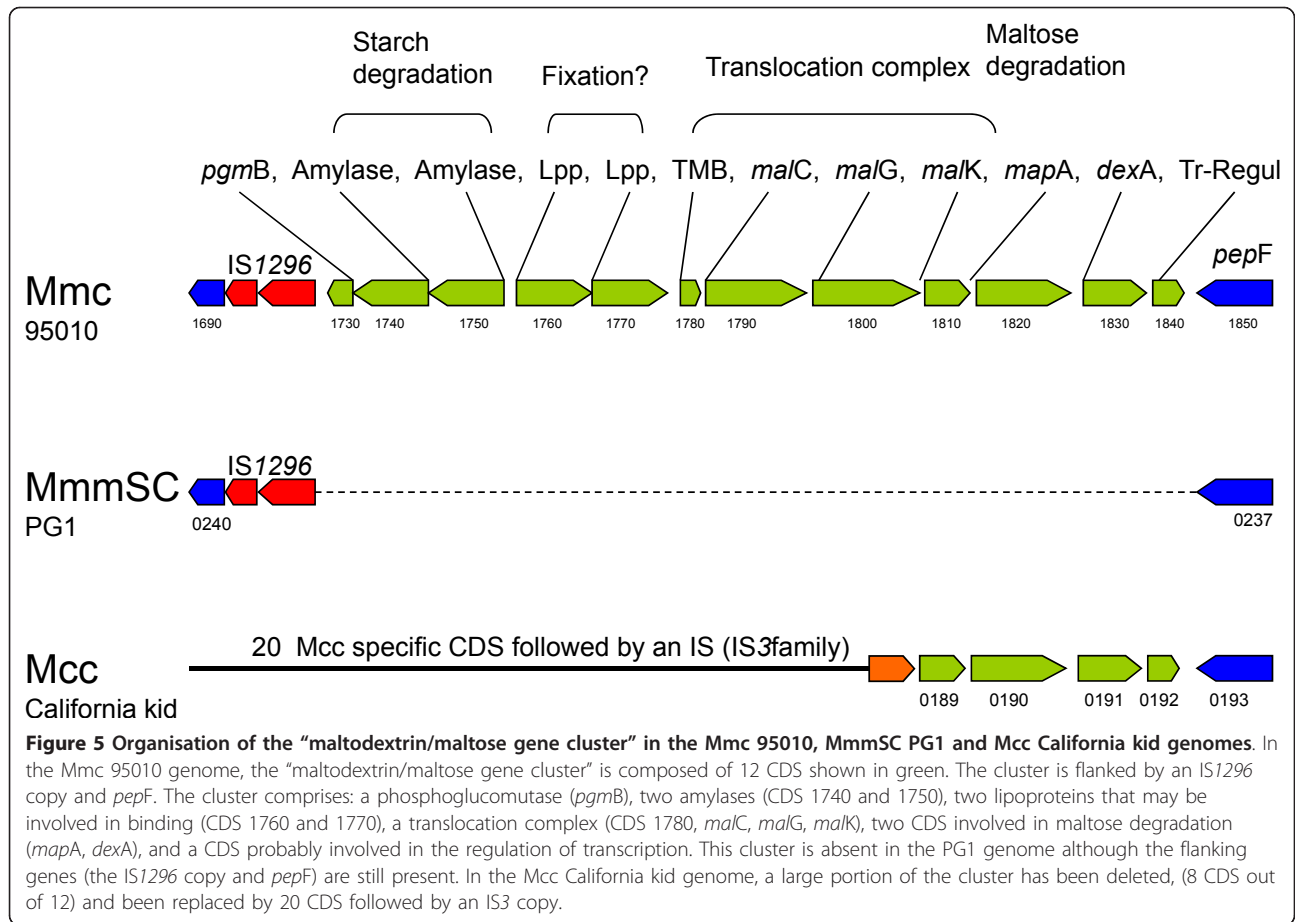 Starch degradation
Fixation?
Translocation complex
Maltose degradation
pgmB, Amylase, Amylase, Lpp, Lpp, TMB, malC, malG, malK, mapA, dexA, Tr-Regul
IS1296
pepF
Mmc
95010
1690 1730 1740 1750 1760 1770 1780 1790 1800 1810 1820 1830 1840 1850
IS1296
MmmSC
PG1
0240 0237
20 Mcc specific CDS followed by an IS (IS3family)
Mcc
California kid
0189 0190 0191 0192 0193
Figure 5 Organisation of the “maltodextrin/maltose gene cluster” in the Mmc 95010, MmmSC PG1 and Mcc California kid genomes. In
the Mmc 95010 genome, the “maltodextrin/maltose gene cluster” is composed of 12 CDS shown in green. The cluster is flanked by an IS1296
copy and pepF. The cluster comprises: a phosphoglucomutase (pgmB), two amylases (CDS 1740 and 1750), two lipoproteins that may be
involved in binding (CDS 1760 and 1770), a translocation complex (CDS 1780, malC, malG, malK), two CDS involved in maltose degradation
(mapA, dexA), and a CDS probably involved in the regulation of transcription. This cluster is absent in the PG1 genome although the flanking
genes (the IS1296 copy and pepF) are still present. In the Mcc California kid genome, a large portion of the cluster has been deleted, (8 CDS out
of 12) and been replaced by 20 CDS followed by an IS3 copy.